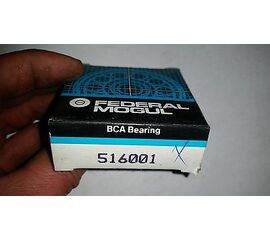 FEDERAL
MOGUL
BCA Bearing
516001 X